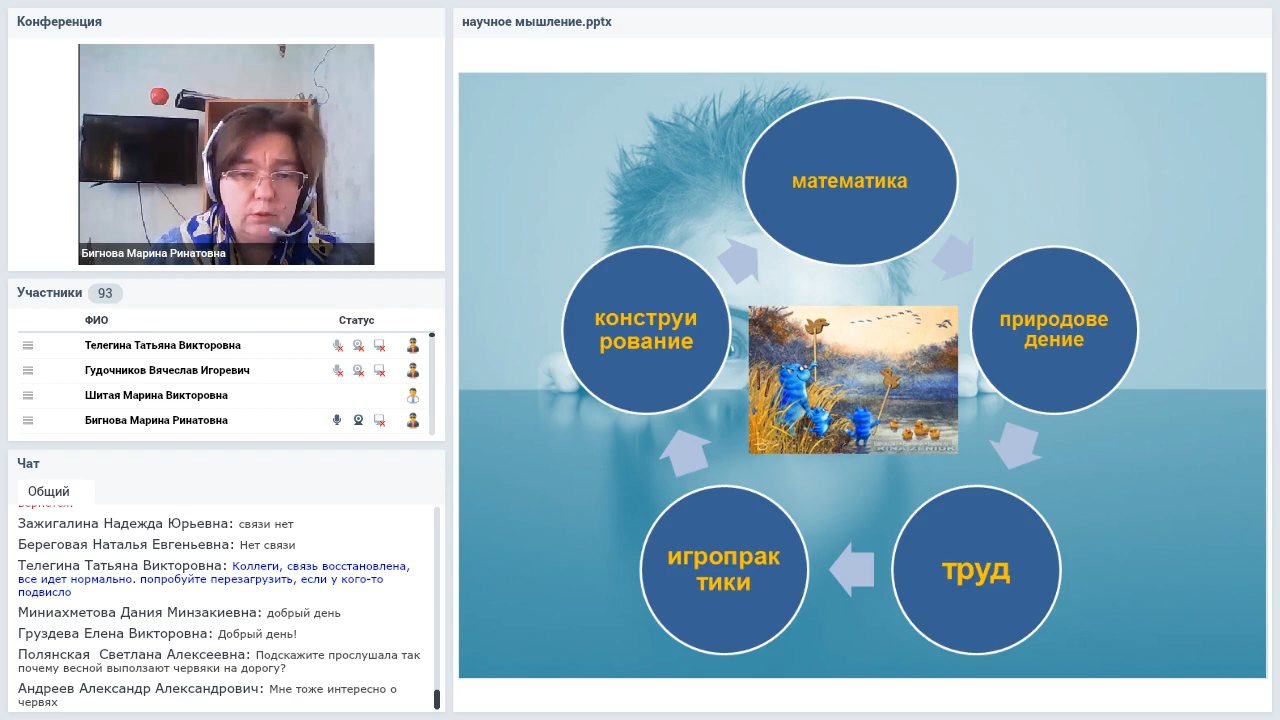 Конференция
Бигнова Марина Ринатовна
Участники 93
ФИО Статус
Телегина Татьяна Викторовна
Гудочников Вячеслав Игоревич
Шитая Марина Викторовна
Бигнова Марина Ринатовна
Чат
Общий
Зажигалина Надежда Юрьевна: связи нет
Береговая Наталья Евгеньевна: Нет связи
Телегина Татьяна Викторовна: Коллеги, связь восстановлена,
все идет нормально. попробуйте перезагрузить, если у кого-то
подвисло
Миниахметова Дания Минзакиевна: добрый день
Груздева Елена Викторовна: Добрый день!
Полянская Светлана Алексеевна: Подскажите прослушала так
почему весной выползают червяки на дорогу?
Андреев Александр Александрович: Мне тоже интересно о
червях
научное мышление.pptx
математика
природове
дение
труд
игропрак
тики
конструи
рование